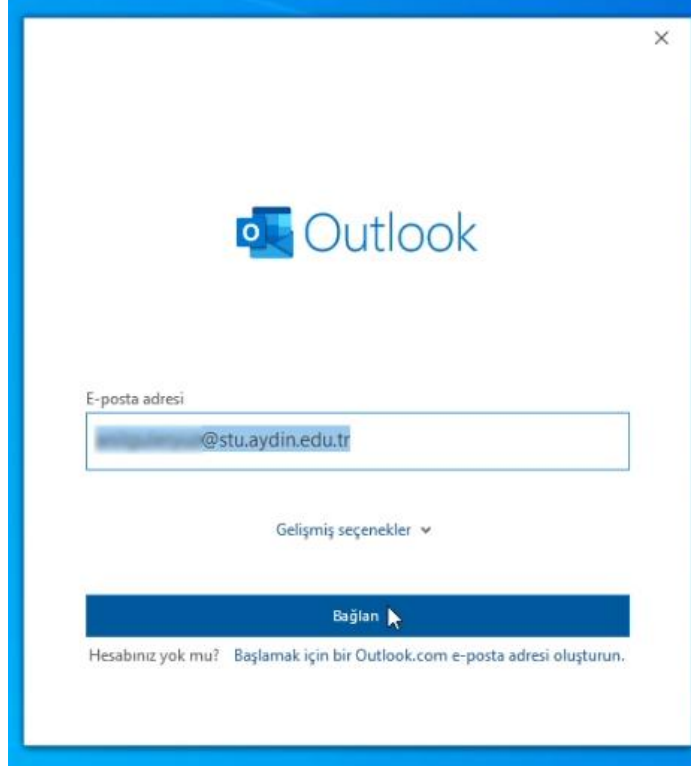 Outlook
E-posta adresi
@stu.aydin.edu.tr
Gelişmiş seçenekler
Bağlan
Hesabınız yok mu? Başlamak için bir Outlook.com e-posta adresi oluşturun.